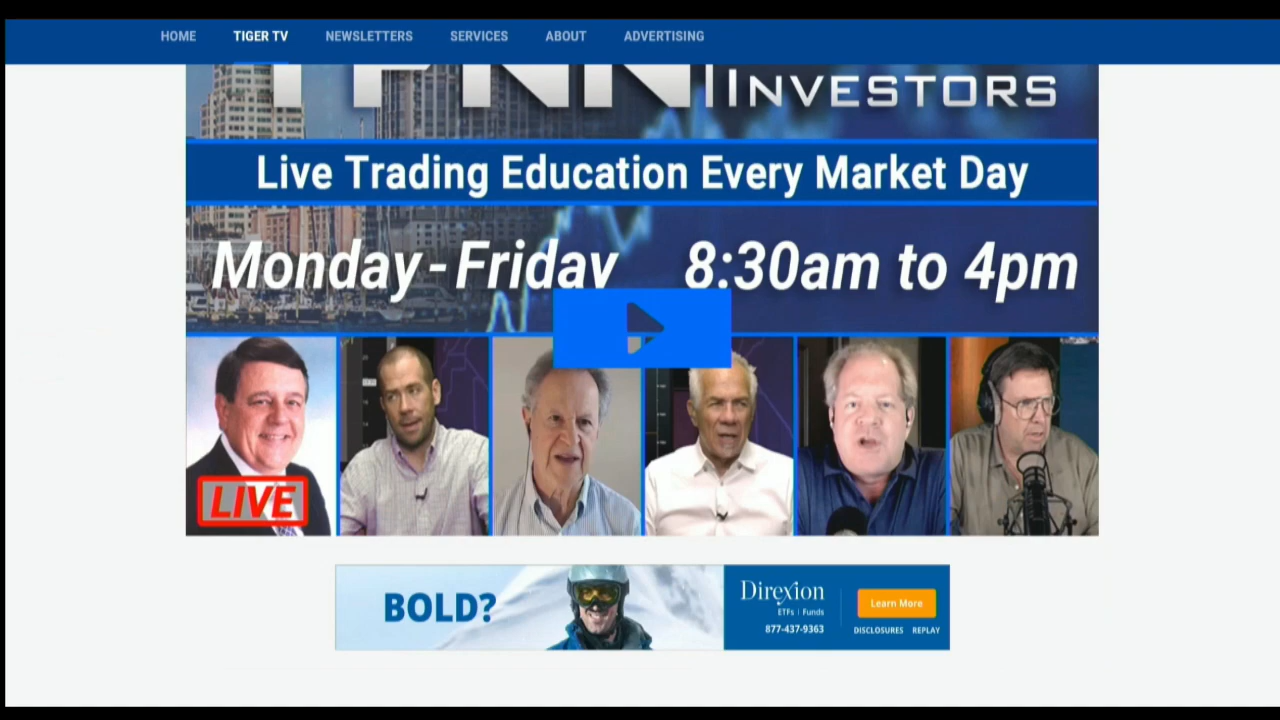 HOME TIGER TV NEWSLETTERS SERVICES ABOUT ADVERTISING
INVESTORS
Live Trading Education Every Market Day
Monday - Friday 8:30am to 4pm
LIVE
BOLD?
Direxion
ETFs | Funds
877-437-9363
Learn More
DISCLOSURES REPLAY